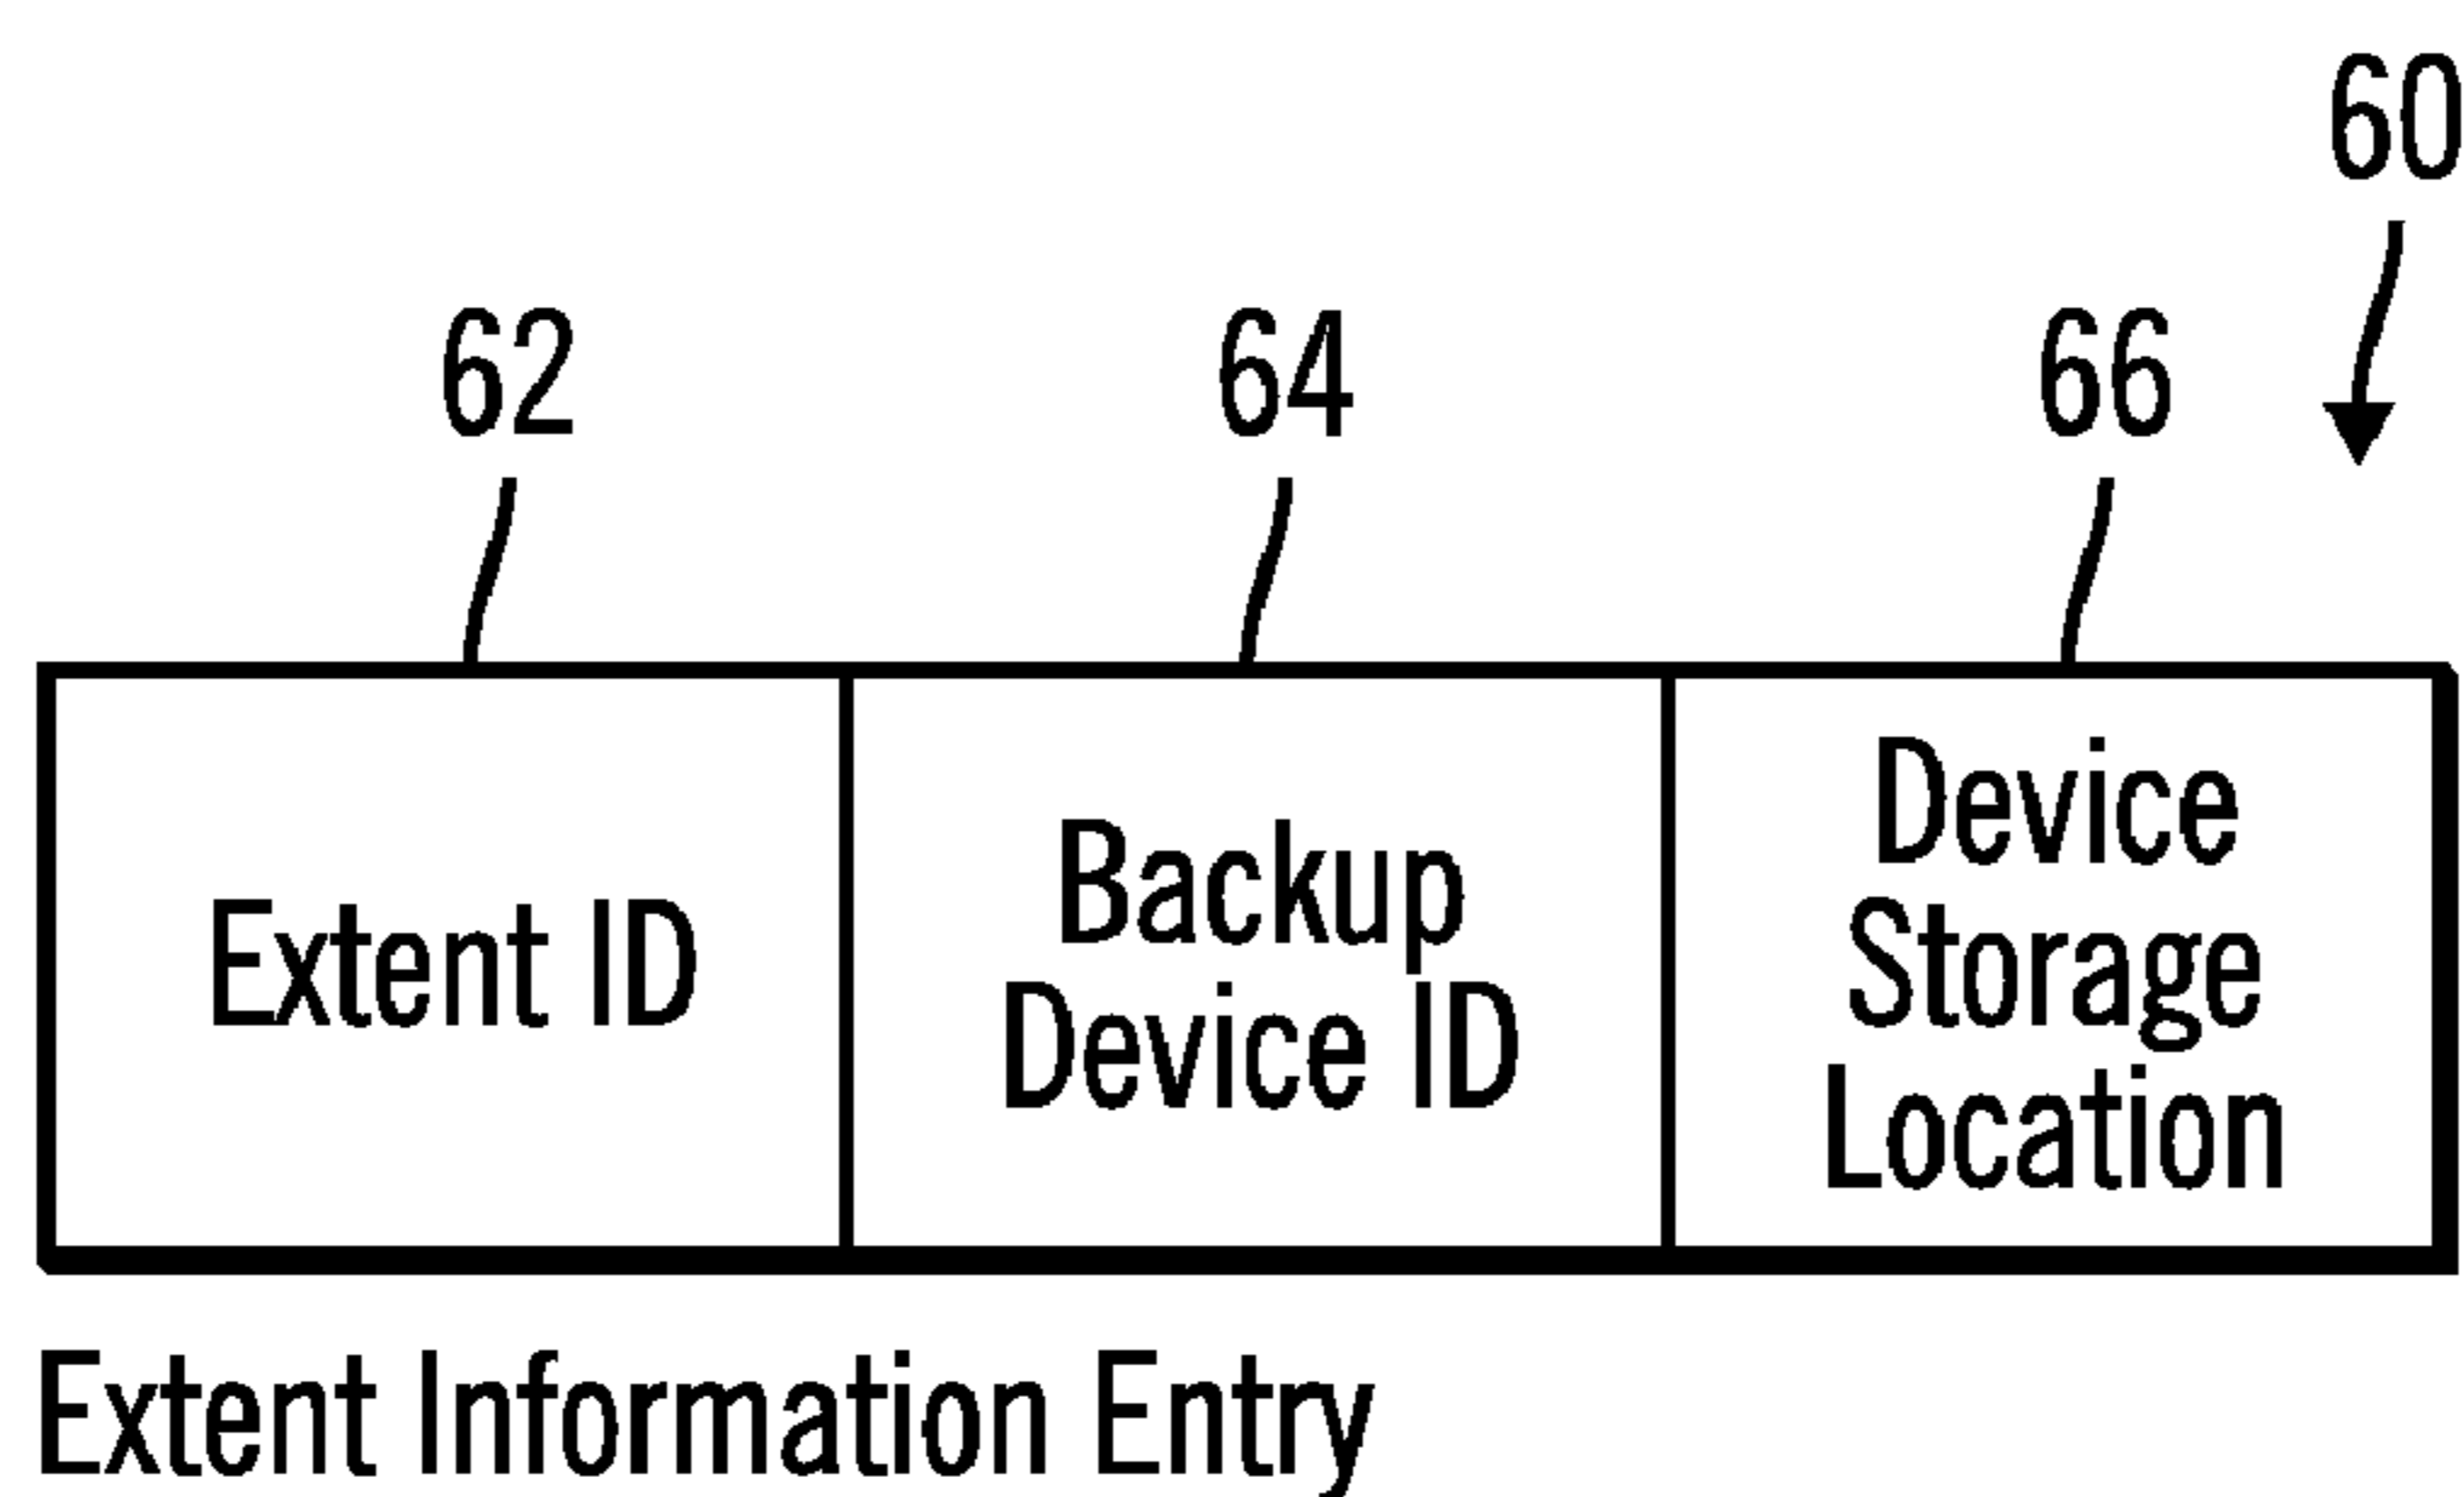 60
62 64 66
Extent ID
Backup
Device ID
Device
Storage
Location
Extent Information Entry